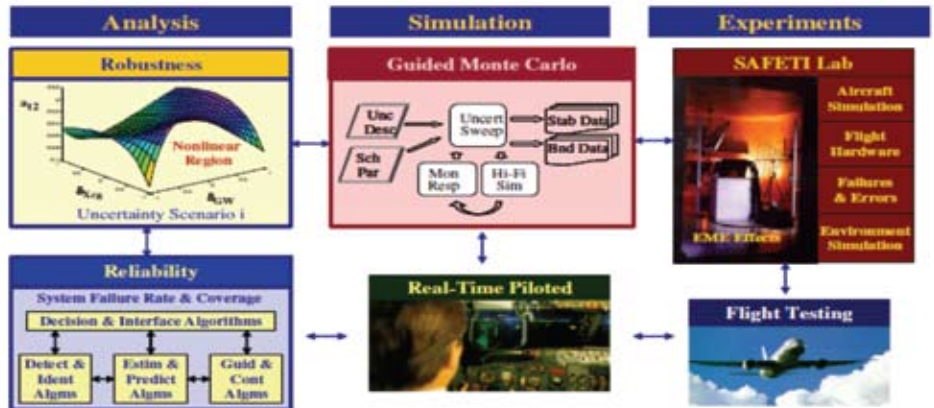 Analysis
Simulation
Experiments
Robustness
a12
Nonlinear
Region
δGW
Uncertainty Scenario i
Guided Monte Carlo
Unc
Desc
Sch
Par
Uncert
Sweep
Mon
Resp
Hi-Fi
Sim
Stab Data
Bnd Data
SAFETI Lab
EME Effects
Aircraft
Simulation
Flight
Hardware
Failures
& Errors
Environment
Simulation
Reliability
System Failure Rate & Coverage
Decision & Interface Algorithms
Detect &
Ident
Algms
Estim &
Predict
Algms
Guid &
Cont
Algms
Real-Time Piloted
Flight Testing